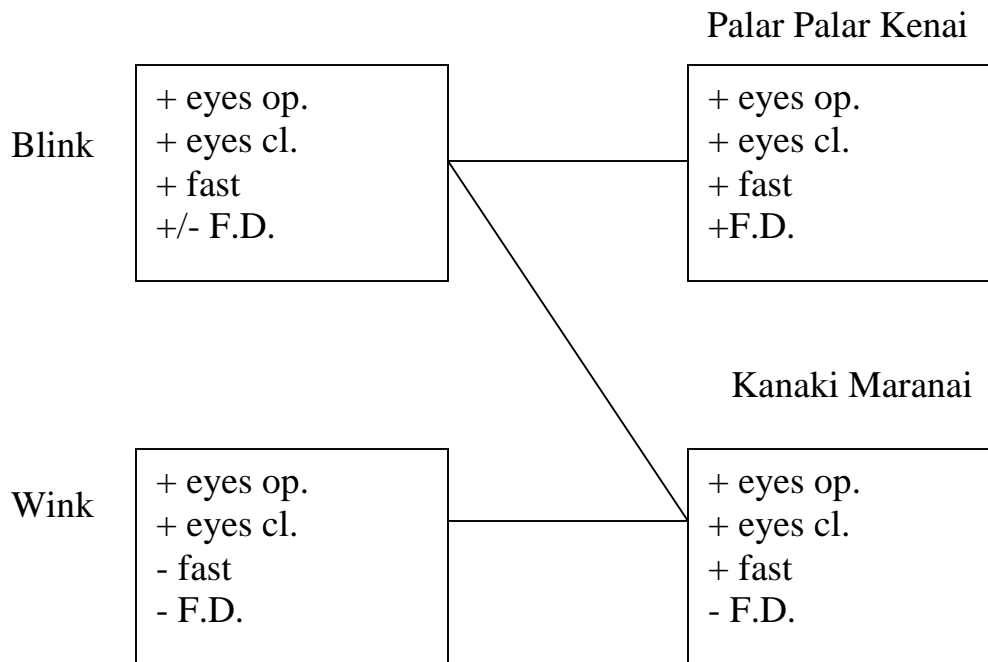 Palar Palar Kenai
Blink
+ eyes op.
+ eyes cl.
+ fast
+/- F.D.
+ eyes op.
+ eyes cl.
+ fast
+F.D.
Kanaki Maranai
Wink
+ eyes op.
+ eyes cl.
- fast
- F.D.
+ eyes op.
+ eyes cl.
+ fast
- F.D.